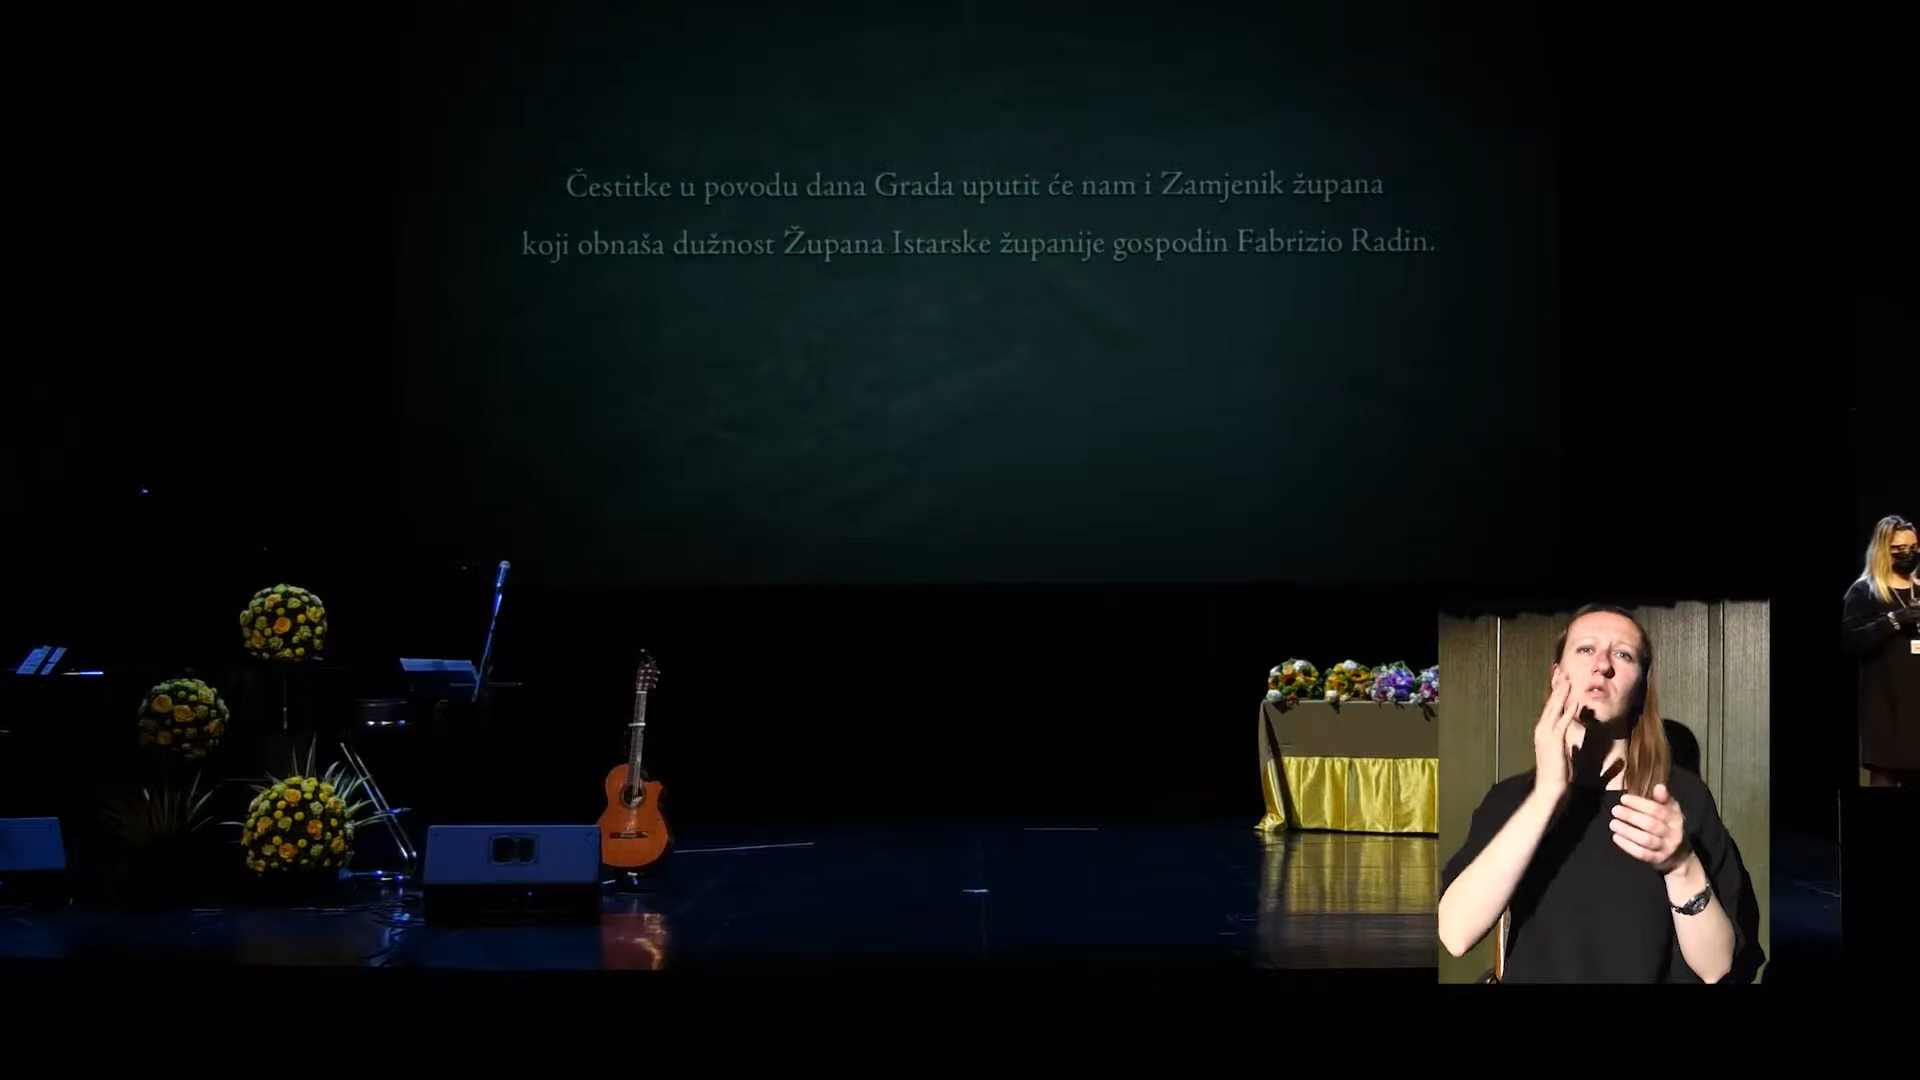 Čestitke u povodu dana Grada uputit će nam i Zamjenik župana
koji obnaša dužnost Župana Istarske županije gospodin Fabrizio Radin.